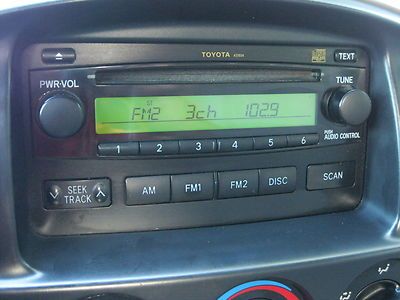 TOYOTA
TEXT
PWR·VOL
TUNE
ST
FM2 3ch 102.9
PUSH
AUDIO CONTROL
1 2 3 4 5 6
SEEK
TRACK
AM FM1 FM2 DISC SCAN